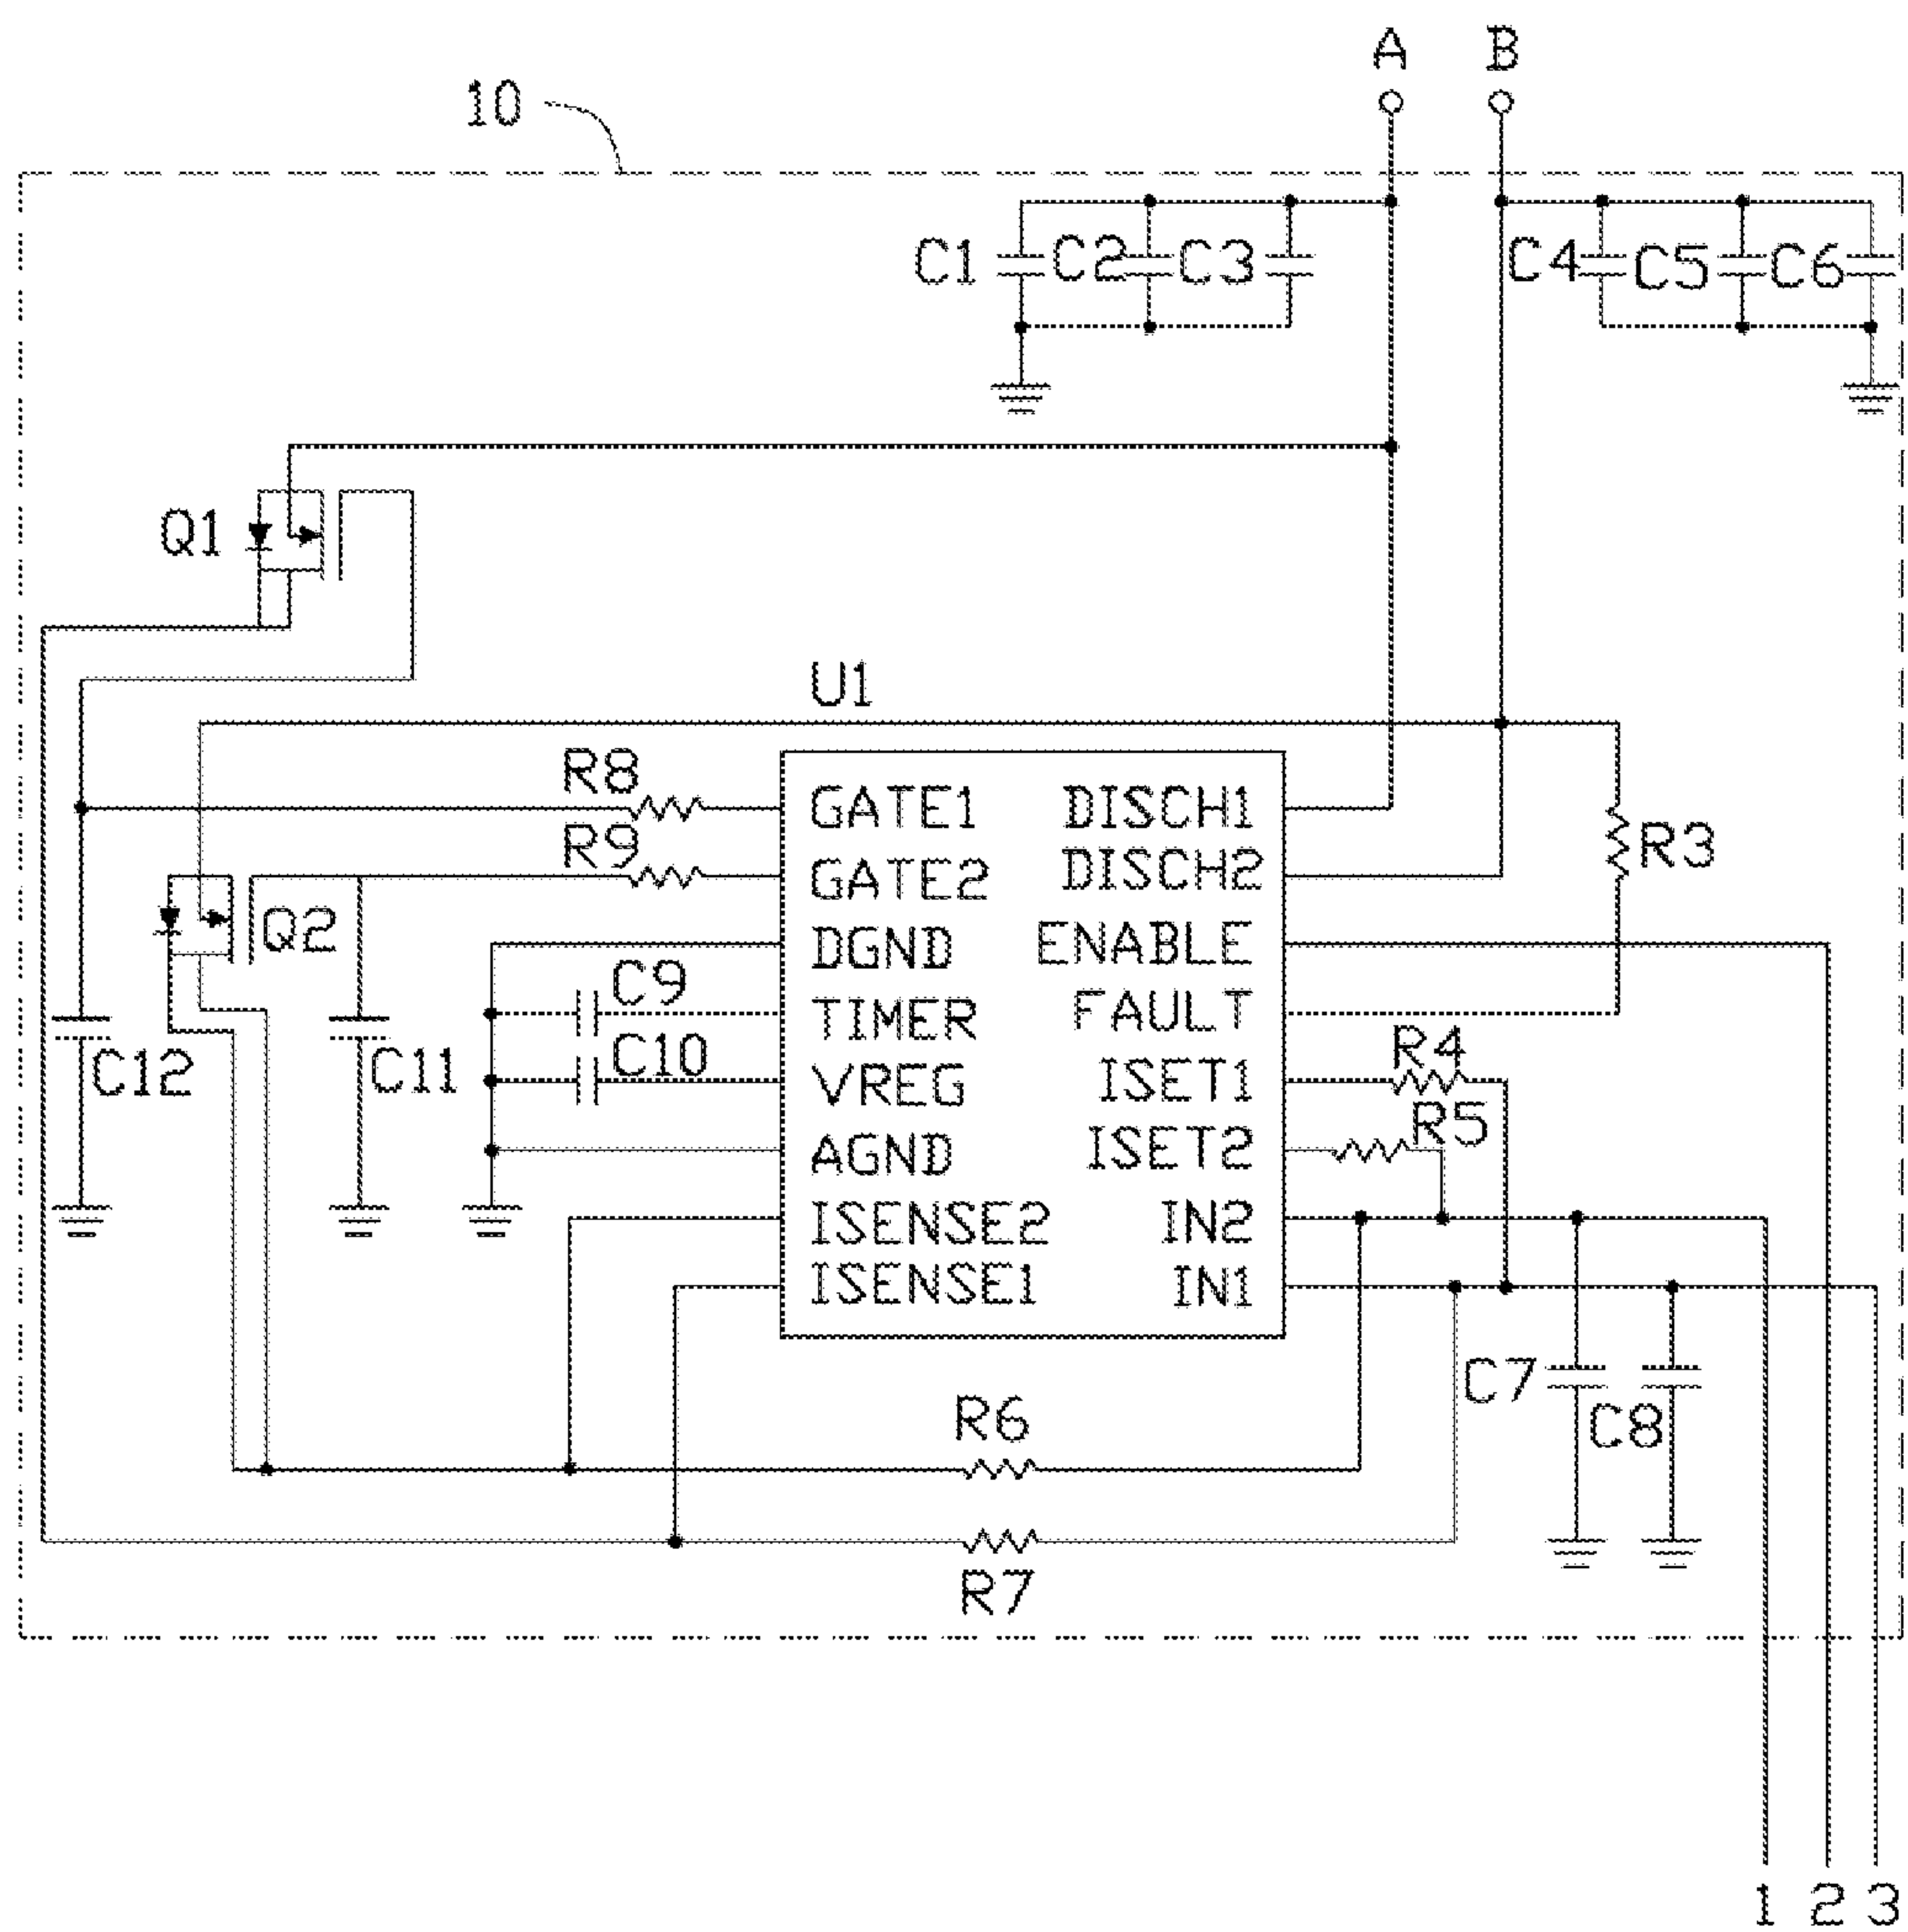 A B
10
C1 C2 C3 C4 C5 C6
Q1
U1
R8
GATE1 DISCH1
R3
R9
GATE2 DISCH2
Q2
DGND ENABLE
C9
TIMER FAULT
C10
R4
C12 C11
VREG ISET1
R5
AGND ISET2
ISENSE2 IN2
ISENSE1 IN1
C7
R6
C8
R7
1 2 3